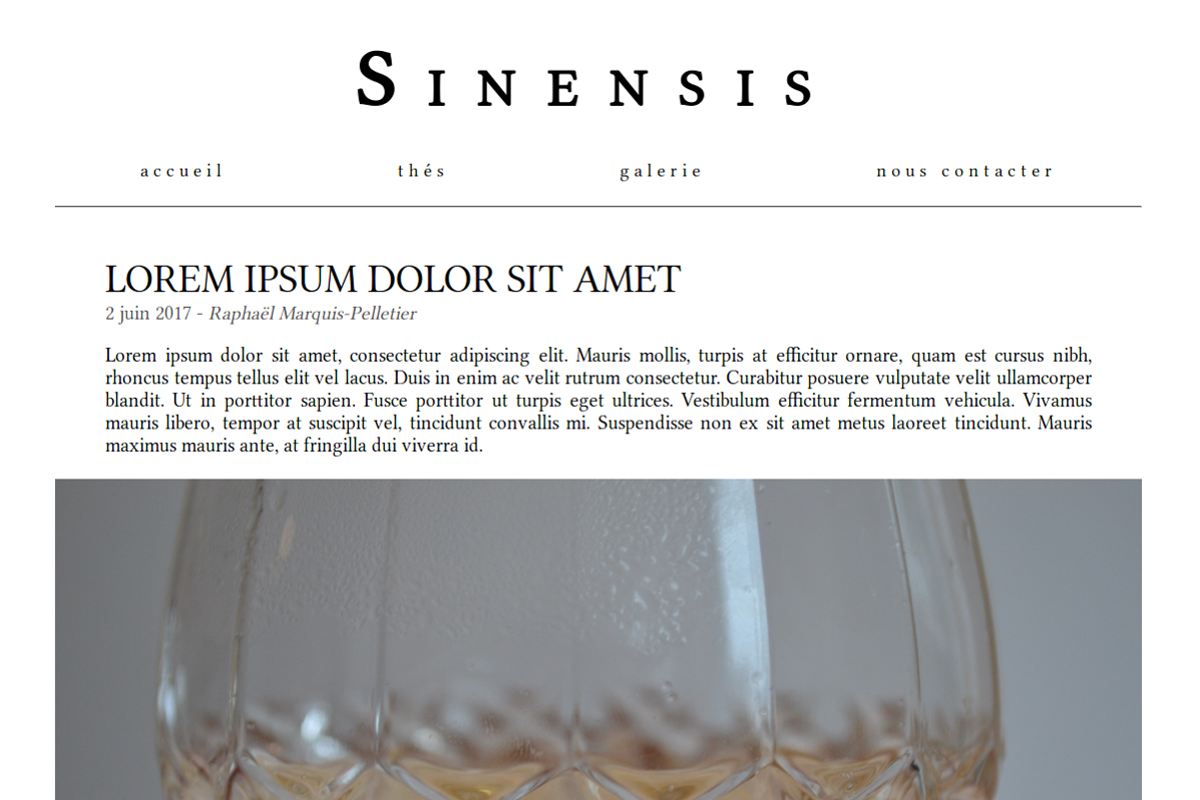 Sinensis
accueil thés galerie nous contacter
LOREM IPSUM DOLOR SIT AMET
2 juin 2017 - Raphaël Marquis-Pelletier
Lorem ipsum dolor sit amet, consectetur adipiscing elit. Mauris mollis, turpis at efficitur ornare, quam est cursus nibh,
rhoncus tempus tellus elit vel lacus. Duis in enim ac velit rutrum consectetur. Curabitur posuere vulputate velit ullamcorper
blandit. Ut in porttitor sapien. Fusce porttitor ut turpis eget ultrices. Vestibulum efficitur fermentum vehicula. Vivamus
mauris libero, tempor at suscipit vel, tincidunt convallis mi. Suspendisse non ex sit amet metus laoreet tincidunt. Mauris
maximus mauris ante, at fringilla dui viverra id.